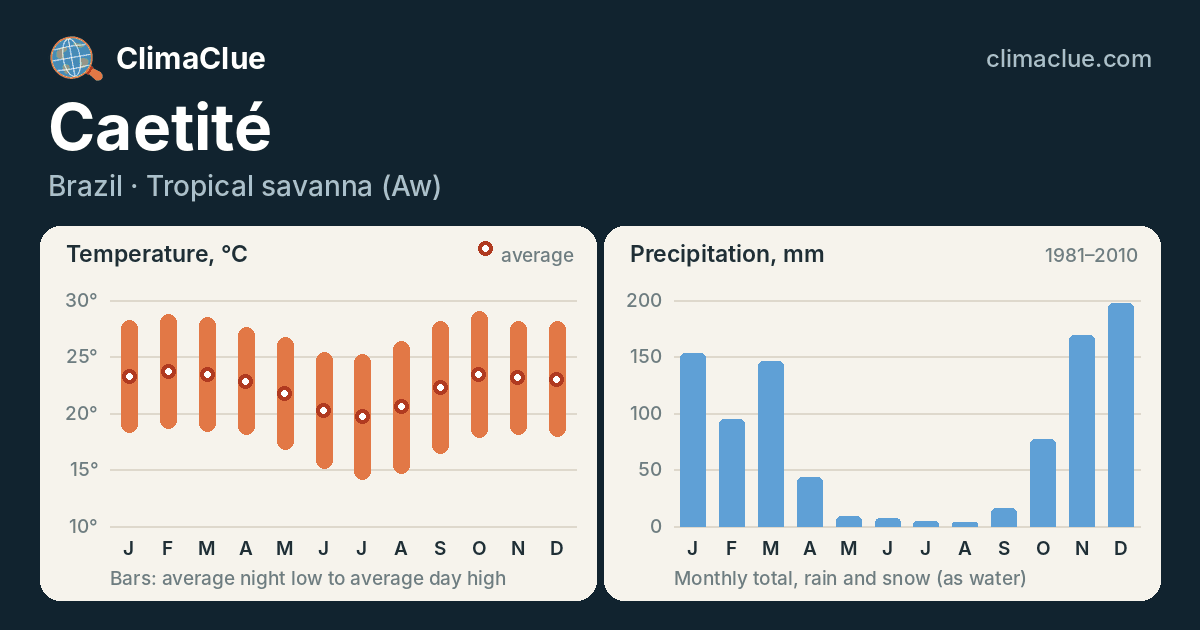 ClimaClue
climaclue.com
Caetité
Brazil · Tropical savanna (Aw)
Temperature, °C
average
30°
25°
20°
15°
10°
J F M A M J J A S O N D
Bars: average night low to average day high
Precipitation, mm
1981–2010
200
150
100
50
0
J F M A M J J A S O N D
Monthly total, rain and snow (as water)